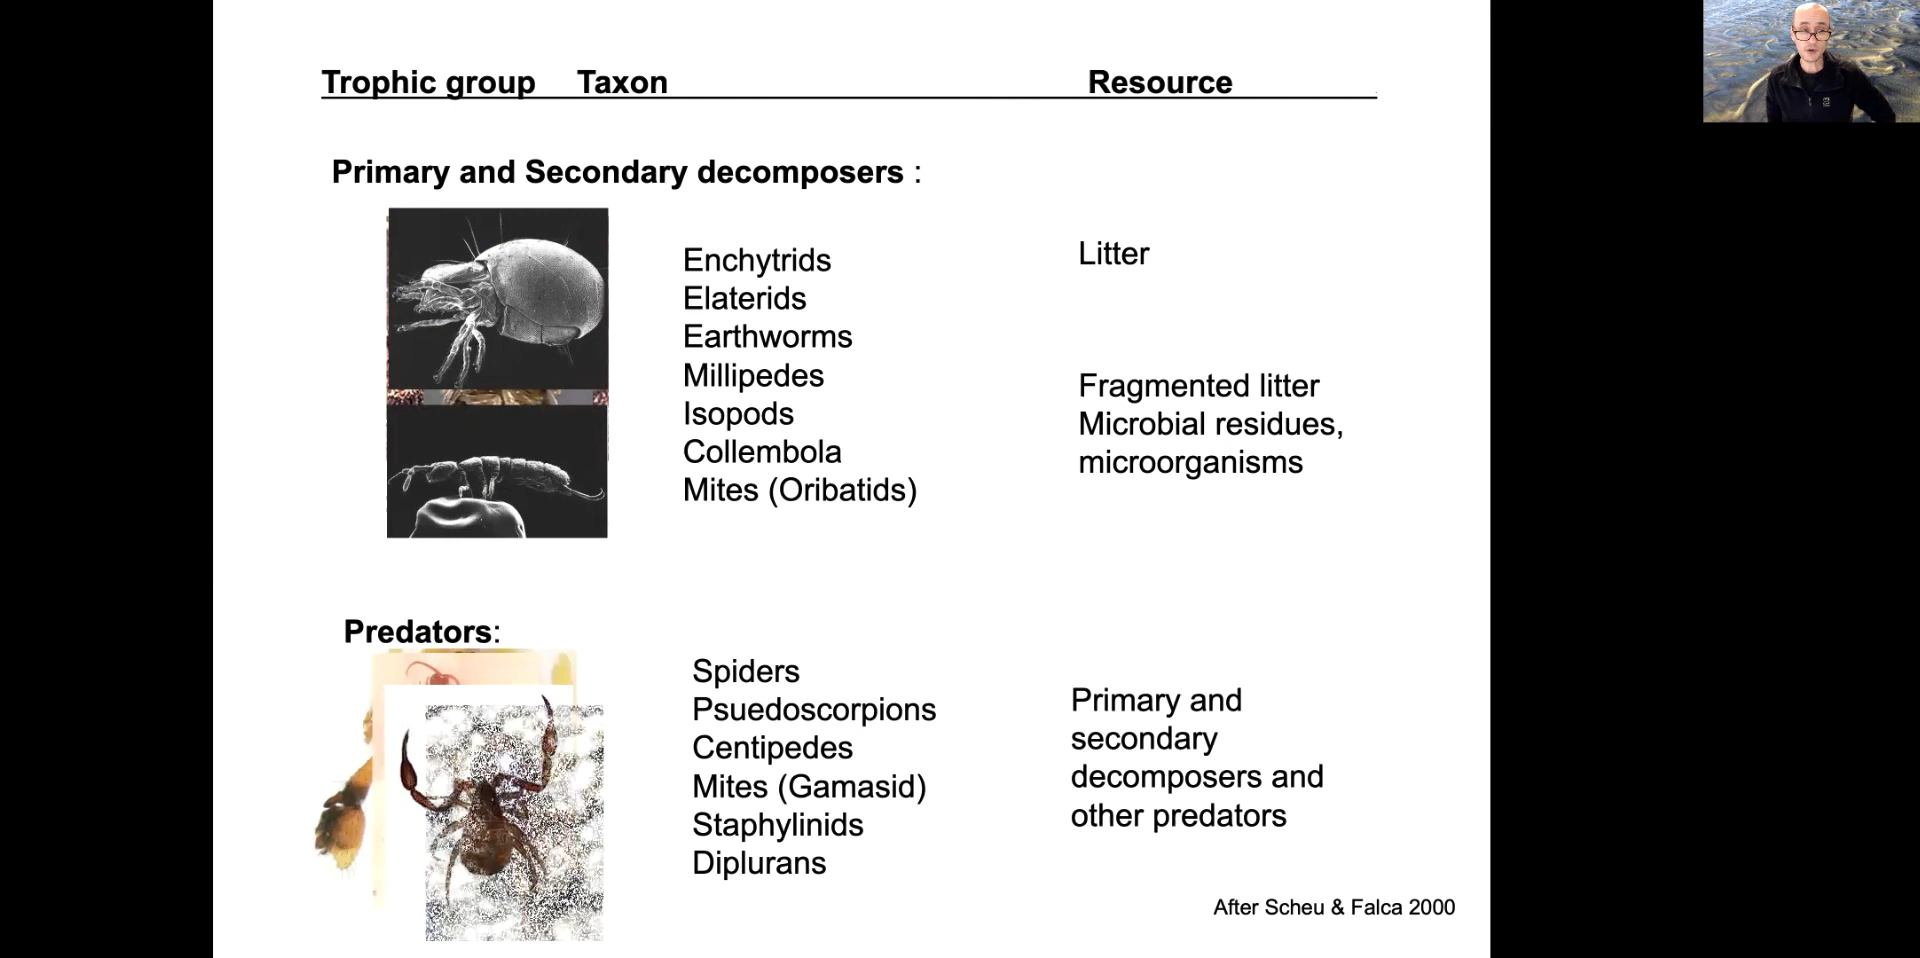 Trophic group Taxon Resource
Primary and Secondary decomposers :
Enchytrids
Elaterids
Earthworms
Millipedes
Isopods
Collembola
Mites (Oribatids)
Litter
Fragmented litter
Microbial residues,
microorganisms
Predators:
Spiders
Psuedoscorpions
Centipedes
Mites (Gamasid)
Staphylinids
Diplurans
Primary and
secondary
decomposers and
other predators
After Scheu & Falca 2000